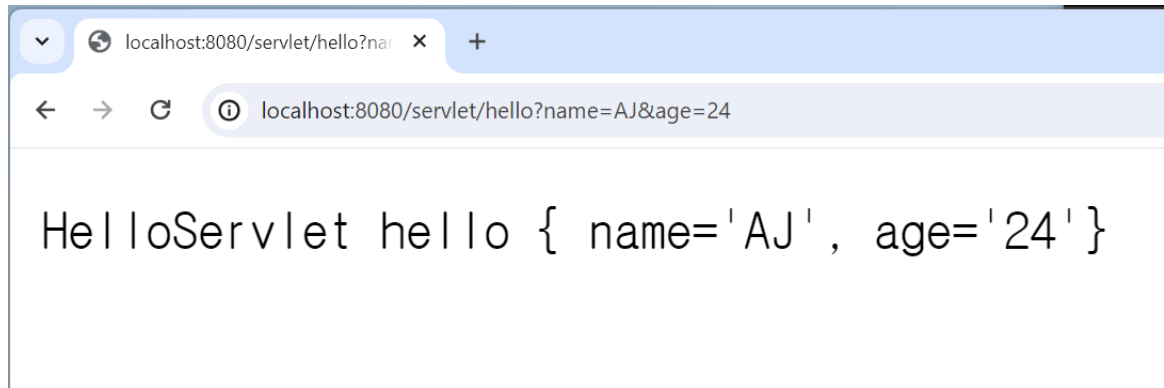 localhost:8080/servlet/hello?na
localhost:8080/servlet/hello?name=AJ&age=24
HelloServlet hello { name='AJ', age='24'}